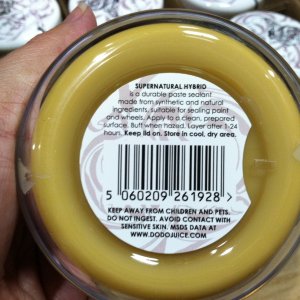 SUPERNATURAL HYBRID
is a durable paste sealant
made from synthetic and natural
ingredients, suitable for sealing paint
and wheels. Apply to a clean, prepared
surface. Buff when hazed. Layer after 1-24
hours. Keep lid on. Store in cool, dry area.
5 060209 261928 >
KEEP AWAY FROM CHILDREN AND PETS.
DO NOT INGEST. AVOID CONTACT WITH
SENSITIVE SKIN. MSDS DATA AT
WWW.DODOJUICE.COM